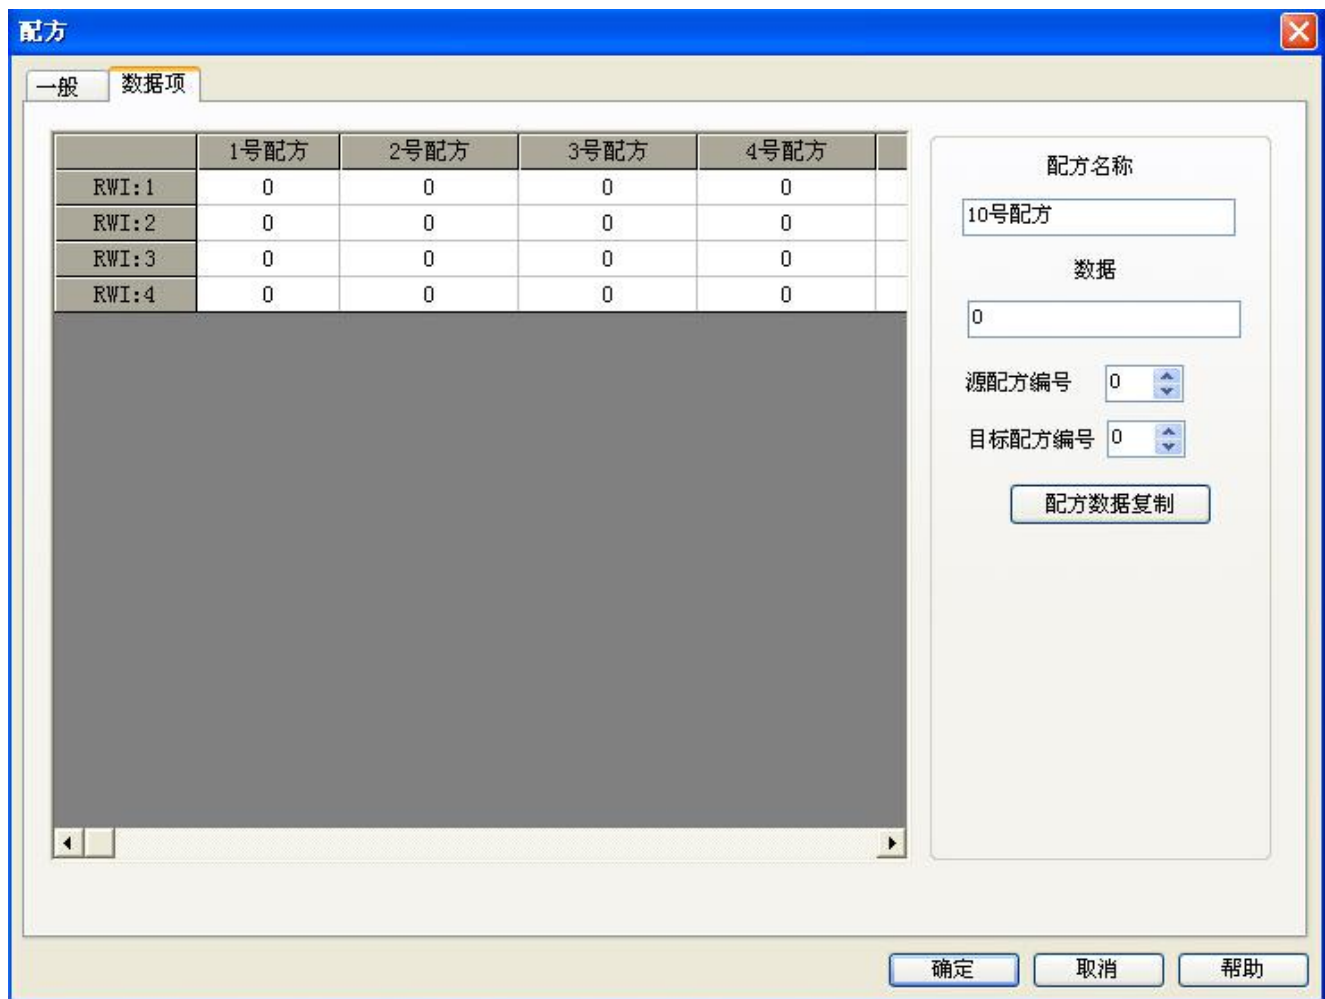 配方
一般 数据项
1号配方 2号配方 3号配方 4号配方
RWI:1 0 0 0 0
RWI:2 0 0 0 0
RWI:3 0 0 0 0
RWI:4 0 0 0 0
配方名称
10号配方
数据
0
源配方编号 0
目标配方编号 0
配方数据复制
确定 取消 帮助